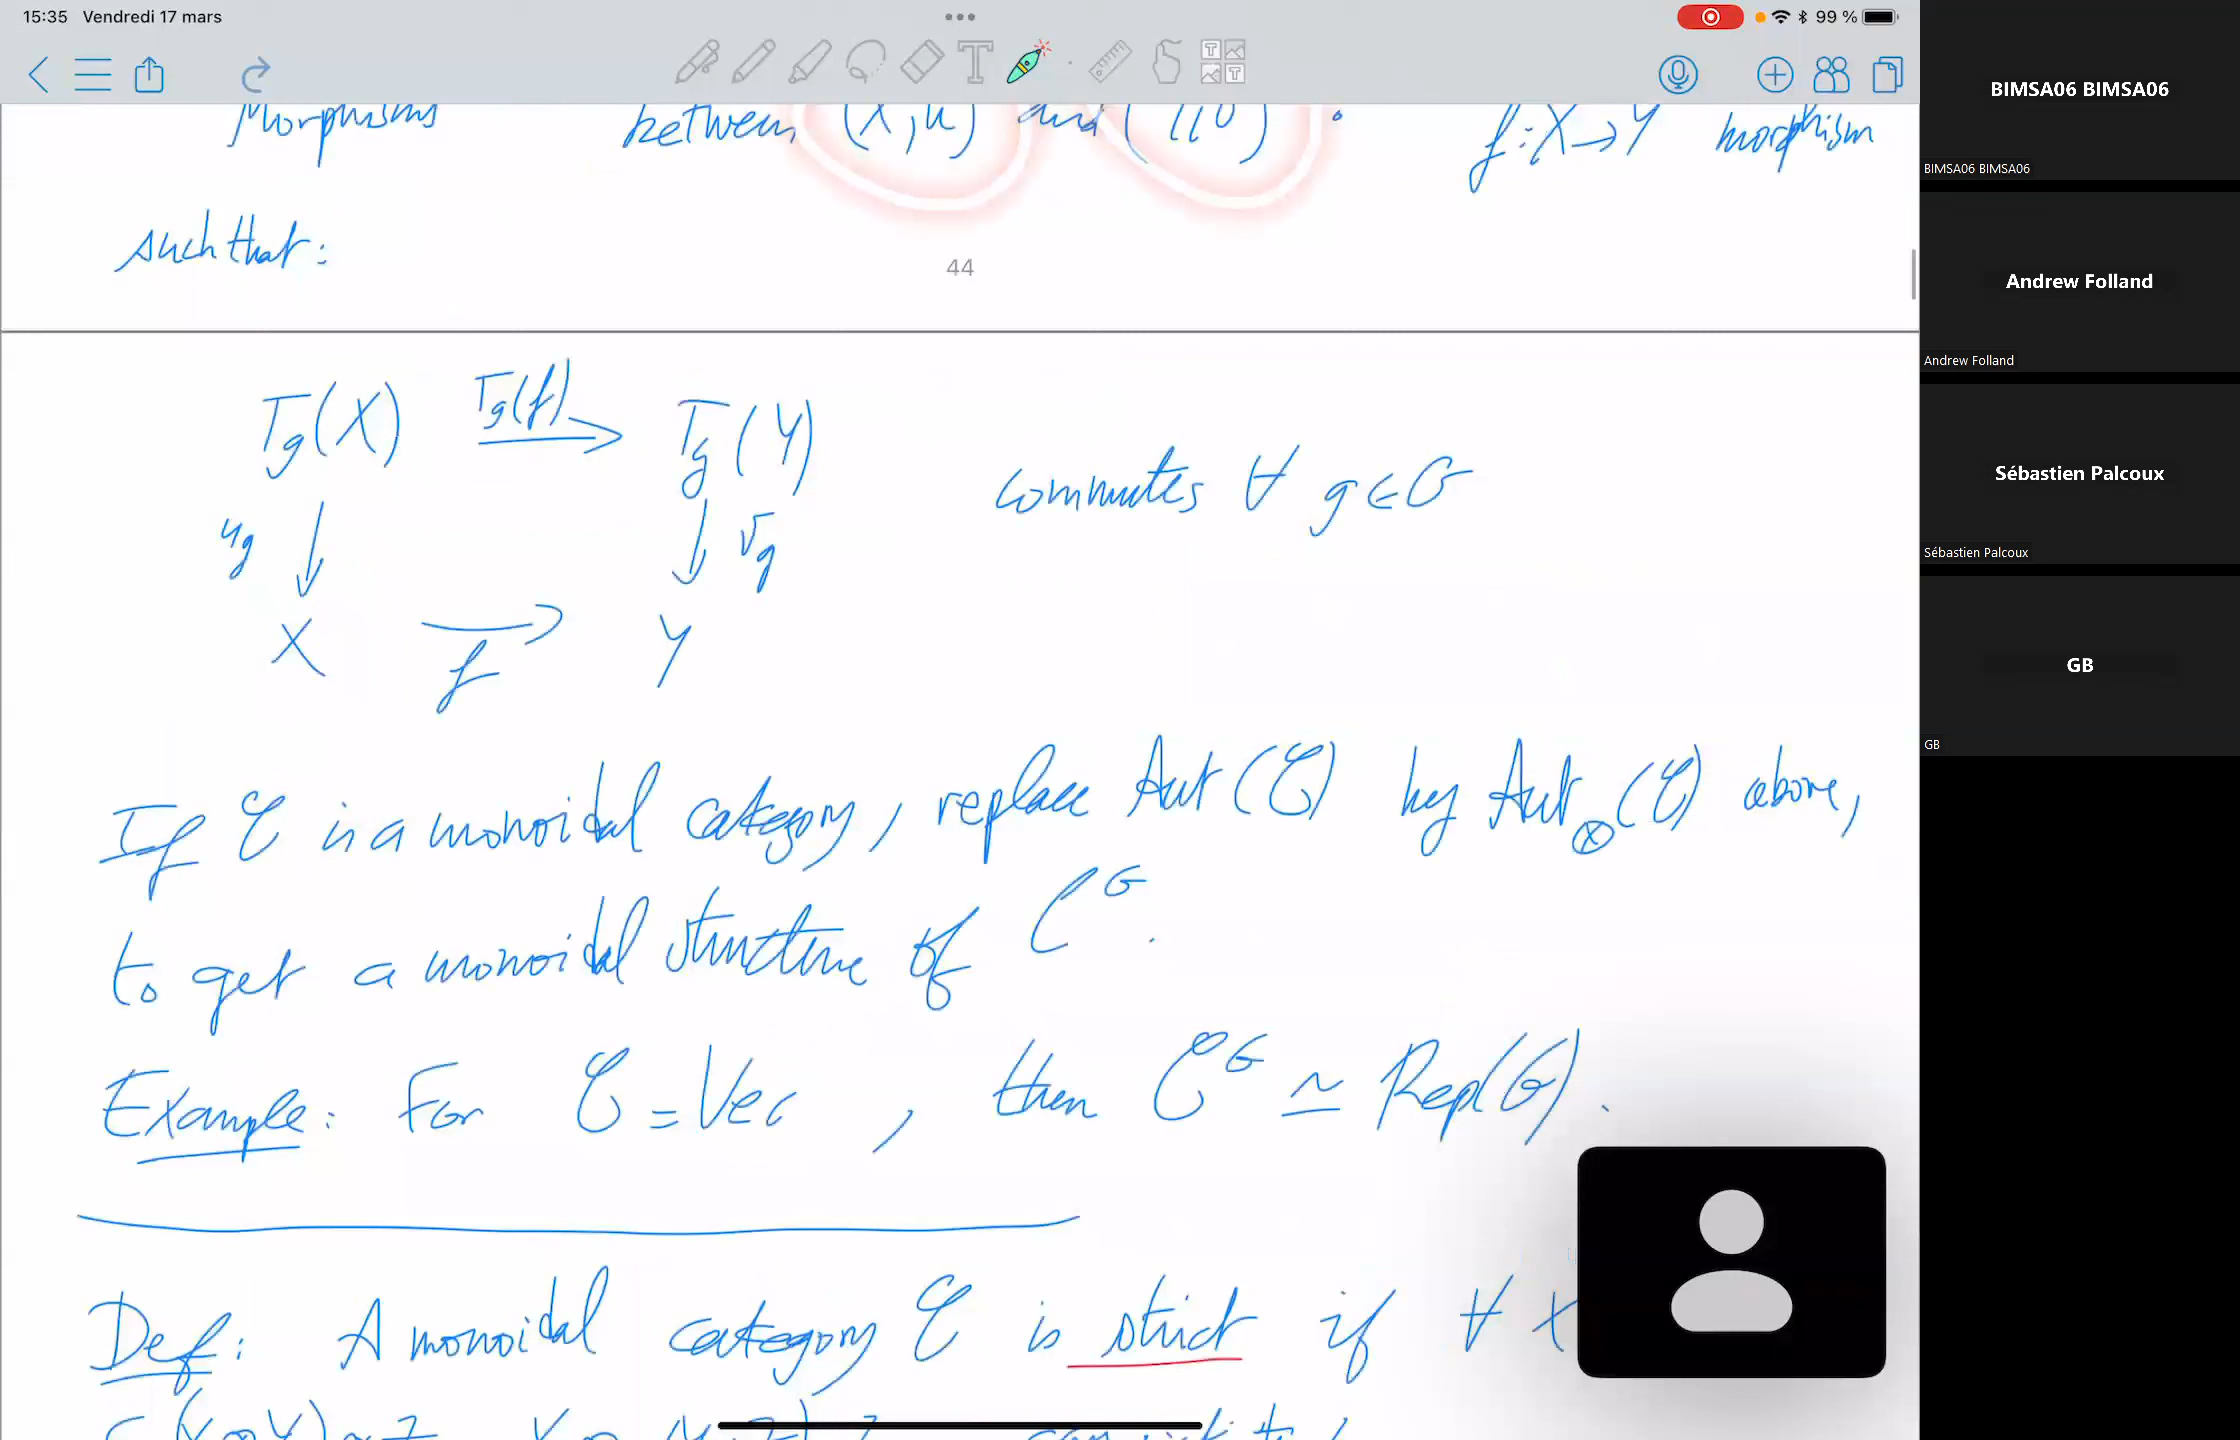 15:35 Vendredi 17 mars
99 %
Morphisms between (X,u) and (Y,v) : f: X → Y morphism
such that:
44
T_g(X) T_g(f) T_g(Y)
commutes ∀ g ∈ G
u_g v_g
X f Y
If C is a monoidal category, replace Aut(C) by Aut_⊗(C) above,
to get a monoidal structure of C^G.
Example: For C = Vec, then C^G ≃ Rep(G).
Def: A monoidal category C is strict if ∀ X
BIMSA06 BIMSA06
BIMSA06 BIMSA06
Andrew Folland
Andrew Folland
Sébastien Palcoux
Sébastien Palcoux
GB
GB